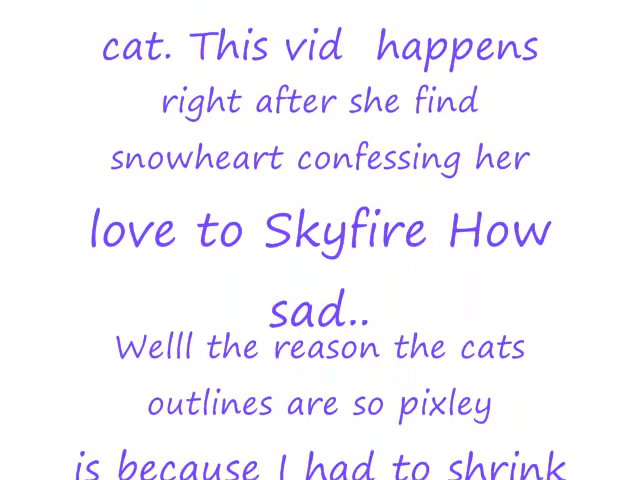 cat. This vid happens
right after she find
snowheart confessing her
love to Skyfire How
sad..
Welll the reason the cats
outlines are so pixley
is because I had to shrink